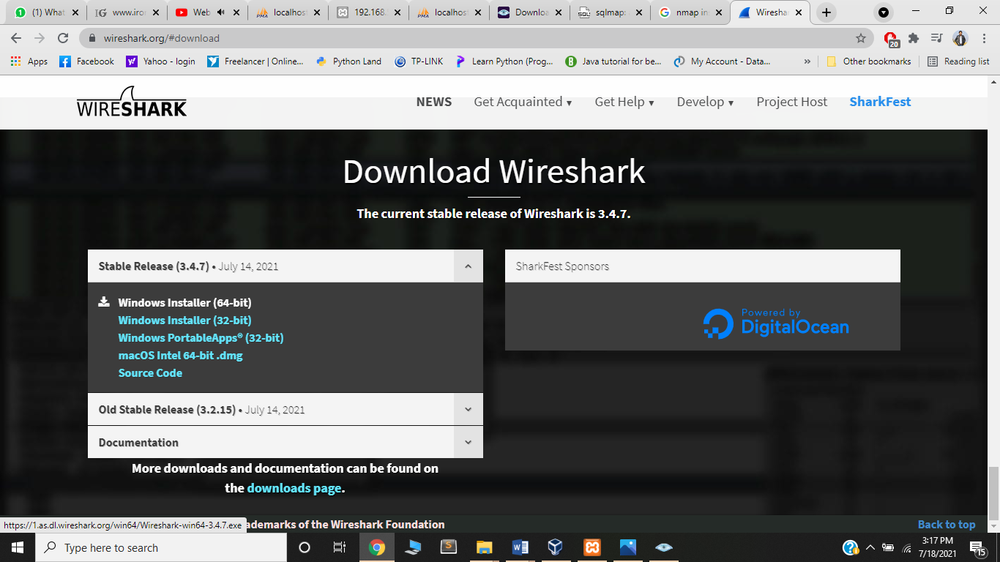 (1) What
www.iro
Web
localhost
192.168.
localhost
Downloa
sqlmap:
nmap in
Wiresha
wireshark.org/#download
20
Apps
Facebook
Yahoo - login
Freelancer | Online...
Python Land
TP-LINK
Learn Python (Prog...
Java tutorial for be...
My Account - Data...
»
Other bookmarks
Reading list
WIRESHARK
NEWS
Get Acquainted ▾
Get Help ▾
Develop ▾
Project Host
SharkFest
Download Wireshark
The current stable release of Wireshark is 3.4.7.
Stable Release (3.4.7) • July 14, 2021
Windows Installer (64-bit)
Windows Installer (32-bit)
Windows PortableApps® (32-bit)
macOS Intel 64-bit .dmg
Source Code
Old Stable Release (3.2.15) • July 14, 2021
Documentation
More downloads and documentation can be found on
the downloads page.
SharkFest Sponsors
Powered by
DigitalOcean
https://1.as.dl.wireshark.org/win64/Wireshark-win64-3.4.7.exe
ademarks of the Wireshark Foundation
Back to top
Type here to search
3:17 PM
7/18/2021
15